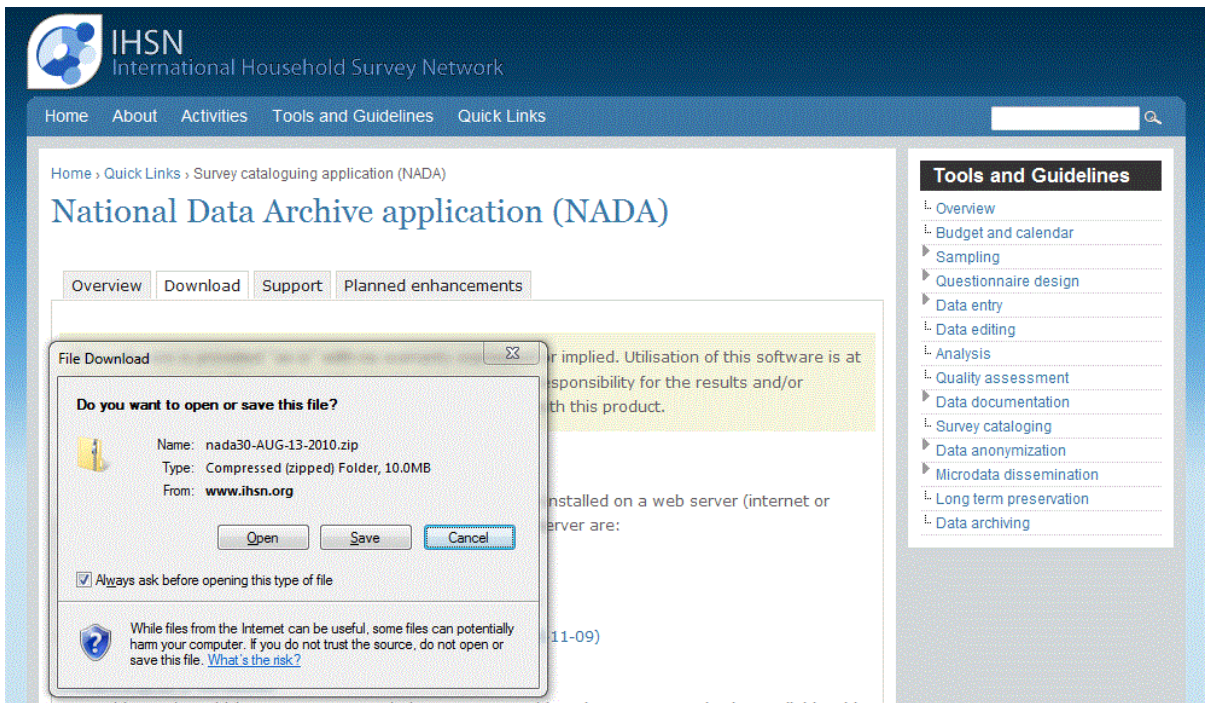 IHSN
International Household Survey Network
Home About Activities Tools and Guidelines Quick Links
Home › Quick Links › Survey cataloguing application (NADA)
National Data Archive application (NADA)
Overview Download Support Planned enhancements
or implied. Utilisation of this software is at
responsibility for the results and/or
th this product.
installed on a web server (internet or
erver are:
11-09)
File Download
Do you want to open or save this file?
Name: nada30-AUG-13-2010.zip
Type: Compressed (zipped) Folder, 10.0MB
From: www.ihsn.org
Open Save Cancel
Always ask before opening this type of file
While files from the Internet can be useful, some files can potentially
harm your computer. If you do not trust the source, do not open or
save this file. What's the risk?
Tools and Guidelines
Overview
Budget and calendar
Sampling
Questionnaire design
Data entry
Data editing
Analysis
Quality assessment
Data documentation
Survey cataloging
Data anonymization
Microdata dissemination
Long term preservation
Data archiving